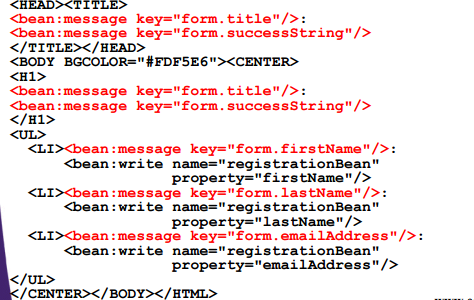 <HEAD><TITLE>
<bean:message key="form.title"/>:
<bean:message key="form.successString"/>
</TITLE></HEAD>
<BODY BGCOLOR="#FDF5E6"><CENTER>
<H1>
<bean:message key="form.title"/>:
<bean:message key="form.successString"/>
</H1>
<UL>
<LI><bean:message key="form.firstName"/>:
<bean:write name="registrationBean"
property="firstName"/>
<LI><bean:message key="form.lastName"/>:
<bean:write name="registrationBean"
property="lastName"/>
<LI><bean:message key="form.emailAddress"/>:
<bean:write name="registrationBean"
property="emailAddress"/>
</UL>
</CENTER></BODY></HTML>